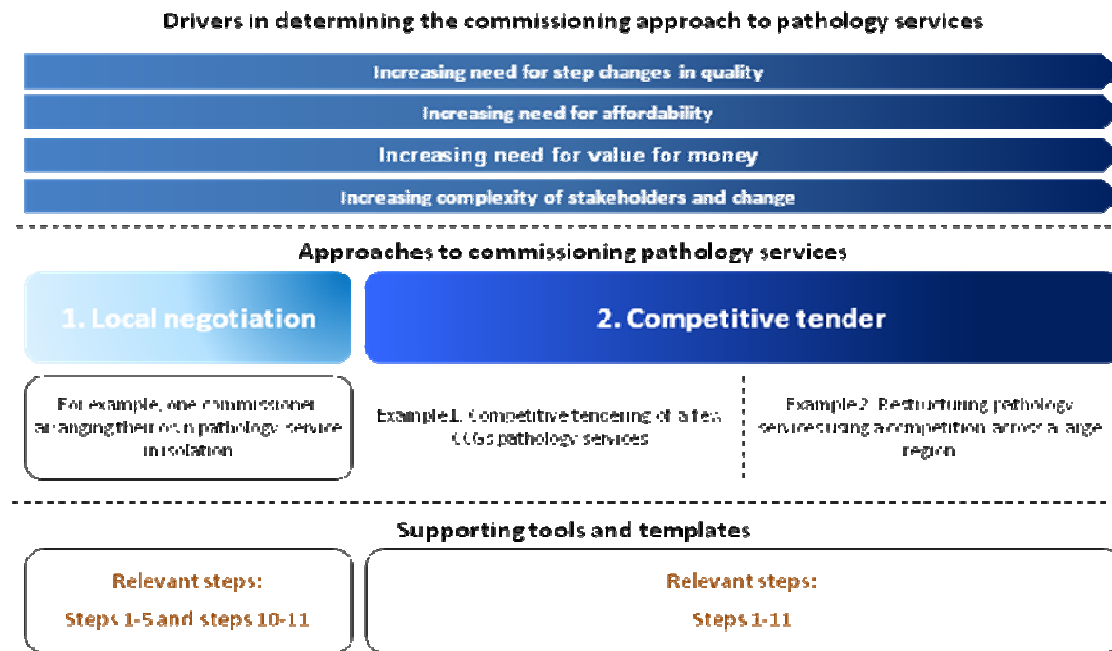 Drivers in determining the commissioning approach to pathology services
Increasing need for step changes in quality
Increasing need for affordability
Increasing need for value for money
Increasing complexity of stakeholders and change
Approaches to commissioning pathology services
1. Local negotiation
2. Competitive tender
For example, one commissioner
arranging their own pathology service
in isolation
Example 1. Competitive tendering of a few
CCGs pathology services
Example 2. Restructuring pathology
services using a competition across a large
region
Supporting tools and templates
Relevant steps:
Steps 1-5 and steps 10-11
Relevant steps:
Steps 1-11